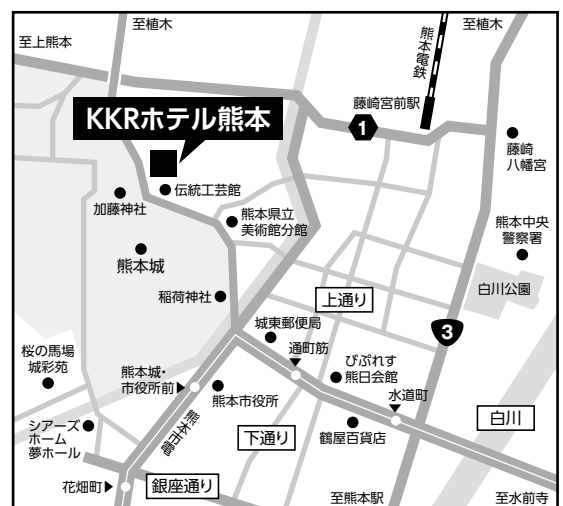 至植木
至植木
至上熊本
熊本電鉄
藤崎宮前駅
KKRホテル熊本
1
藤崎
八幡宮
伝統工芸館
加藤神社
熊本県立
美術館分館
熊本中央
警察署
熊本城
白川公園
稲荷神社
上通り
城東郵便局
3
通町筋
びぷれす
熊日会館
桜の馬場
城彩苑
熊本城・
市役所前
水道町
熊本市役所
熊本市電
白川
シアーズ
ホーム
夢ホール
下通り
鶴屋百貨店
花畑町
銀座通り
至熊本駅
至水前寺